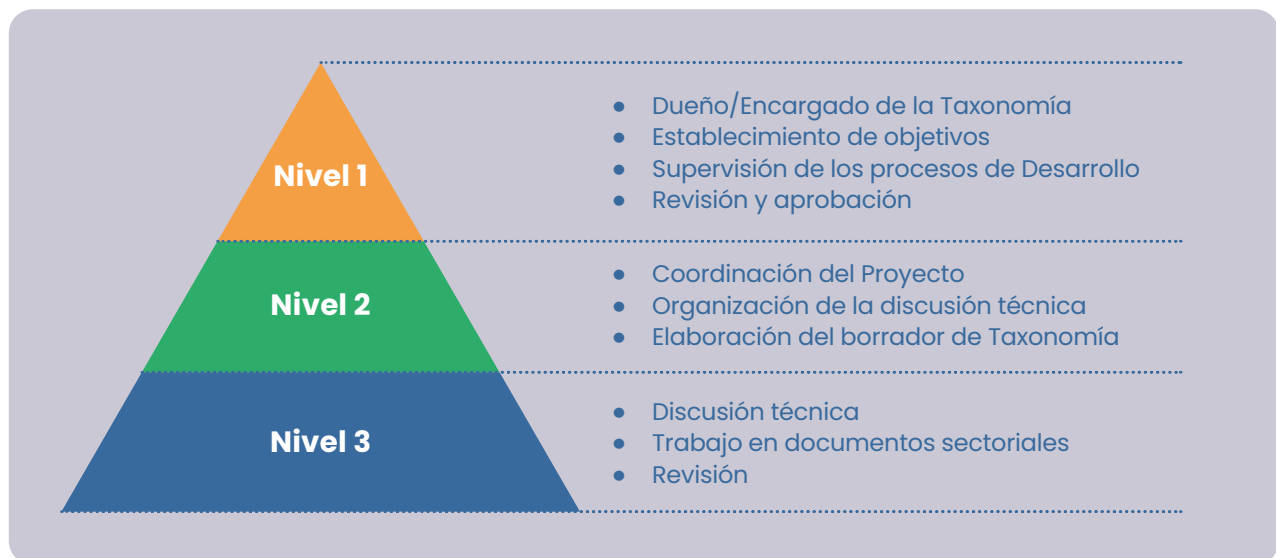 Nivel 1
● Dueño/Encargado de la Taxonomía
● Establecimiento de objetivos
● Supervisión de los procesos de Desarrollo
● Revisión y aprobación
Nivel 2
● Coordinación del Proyecto
● Organización de la discusión técnica
● Elaboración del borrador de Taxonomía
Nivel 3
● Discusión técnica
● Trabajo en documentos sectoriales
● Revisión